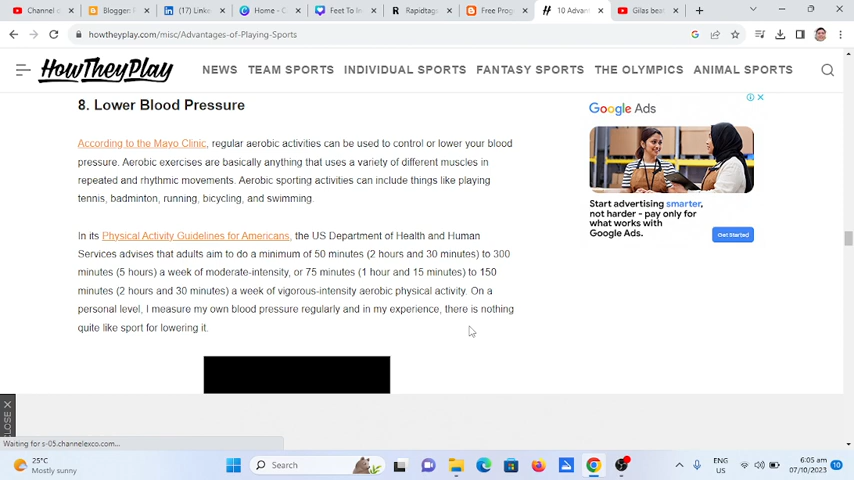 Channel d
Bloggen F
(17) Linke
Home - C
Feet To In
Rapidtags
Free Prog
10 Advan
Gilas beat
howtheyplay.com/misc/Advantages-of-Playing-Sports
HowTheyPlay
NEWS TEAM SPORTS INDIVIDUAL SPORTS FANTASY SPORTS THE OLYMPICS ANIMAL SPORTS
8. Lower Blood Pressure
According to the Mayo Clinic, regular aerobic activities can be used to control or lower your blood
pressure. Aerobic exercises are basically anything that uses a variety of different muscles in
repeated and rhythmic movements. Aerobic sporting activities can include things like playing
tennis, badminton, running, bicycling, and swimming.
In its Physical Activity Guidelines for Americans, the US Department of Health and Human
Services advises that adults aim to do a minimum of 50 minutes (2 hours and 30 minutes) to 300
minutes (5 hours) a week of moderate-intensity, or 75 minutes (1 hour and 15 minutes) to 150
minutes (2 hours and 30 minutes) a week of vigorous-intensity aerobic physical activity. On a
personal level, I measure my own blood pressure regularly and in my experience, there is nothing
quite like sport for lowering it.
Google Ads
Start advertising smarter,
not harder - pay only for
what works with
Google Ads.
Get Started
CLOSE
Waiting for s-05.channelexco.com...
25°C
Mostly sunny
Search
ENG
US
6:05 am
07/10/2023
10